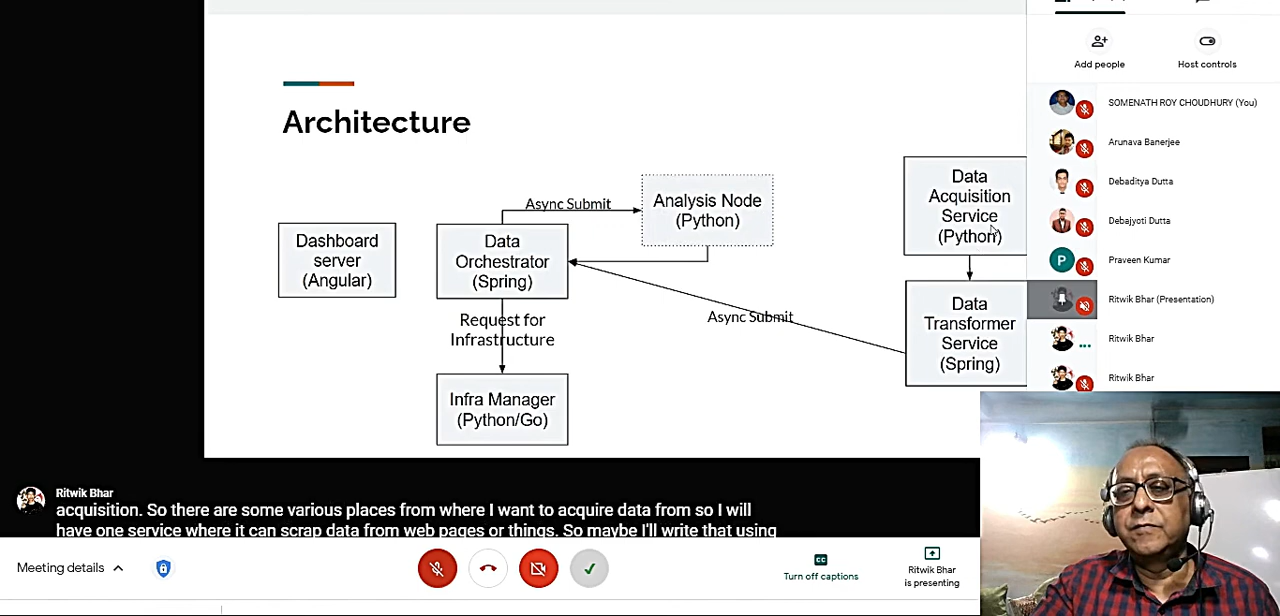 Architecture
Dashboard
server
(Angular)
Data
Orchestrator
(Spring)
Async Submit
Analysis Node
(Python)
Request for
Infrastructure
Infra Manager
(Python/Go)
Async Submit
Data
Acquisition
Service
(Python)
Data
Transformer
Service
(Spring)
Add people
Host controls
SOMENATH ROY CHOUDHURY (You)
Arunava Banerjee
Debaditya Dutta
Debajyoti Dutta
P
Praveen Kumar
Ritwik Bhar (Presentation)
Ritwik Bhar
Ritwik Bhar
Ritwik Bhar
acquisition. So there are some various places from where I want to acquire data from so I will
have one service where it can scrap data from web pages or things. So maybe I'll write that using
Meeting details
CC
Turn off captions
Ritwik Bhar
is presenting